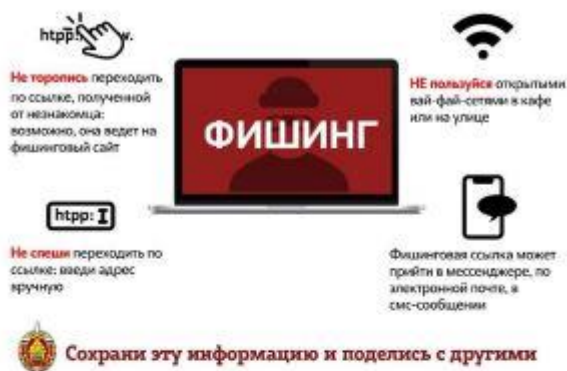 htpp: w.
Не торопись переходить
по ссылке, полученной
от незнакомца:
возможно, она ведет на
фишинговый сайт
ФИШИНГ
НЕ пользуйся открытыми
вай-фай-сетями в кафе
или на улице
htpp:
Не спеши переходить по
ссылке: введи адрес
вручную
Фишинговая ссылка может
прийти в мессенджере, по
электронной почте, в
смс-сообщении
Сохрани эту информацию и поделись с другими